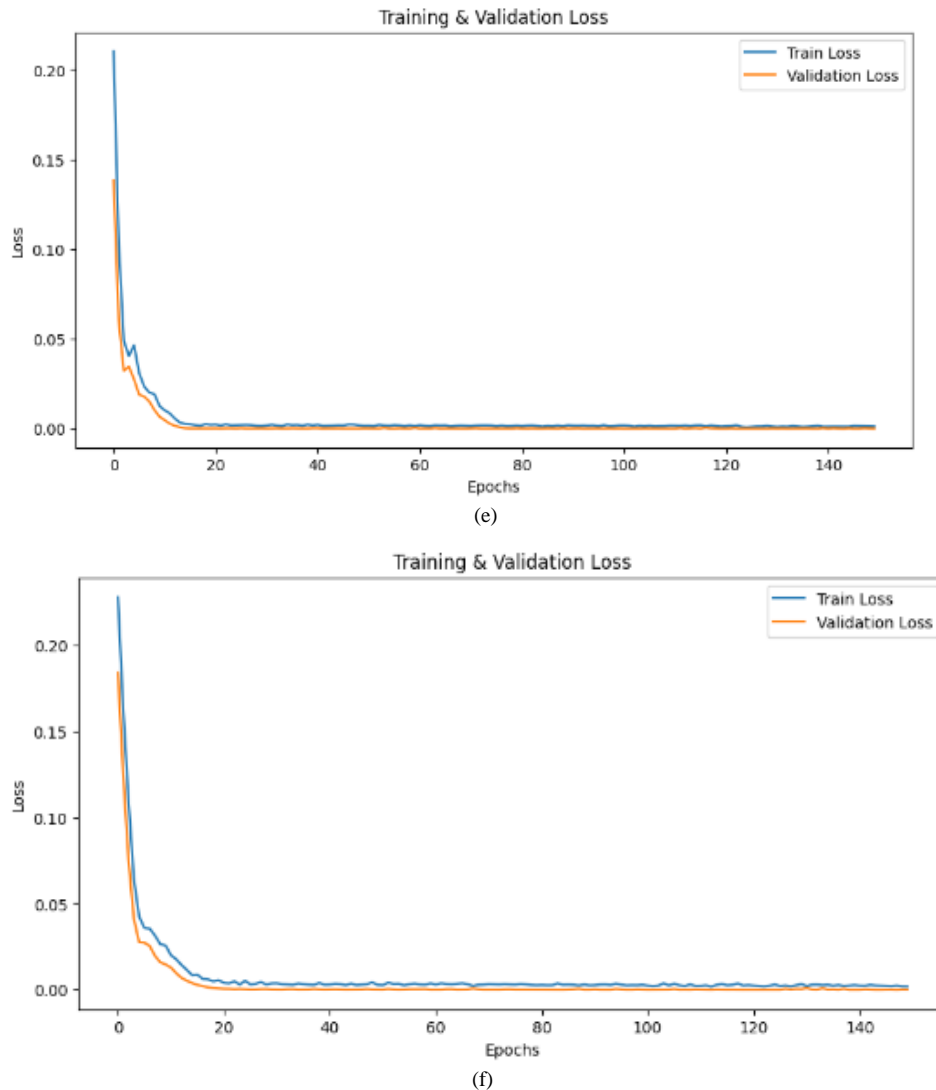 Training & Validation Loss
Train Loss
Validation Loss
0.20
0.15
0.10
0.05
0.00
Loss
0 20 40 60 80 100 120 140
Epochs
(e)
Training & Validation Loss
Train Loss
Validation Loss
0.20
0.15
0.10
0.05
0.00
Loss
0 20 40 60 80 100 120 140
Epochs
(f)